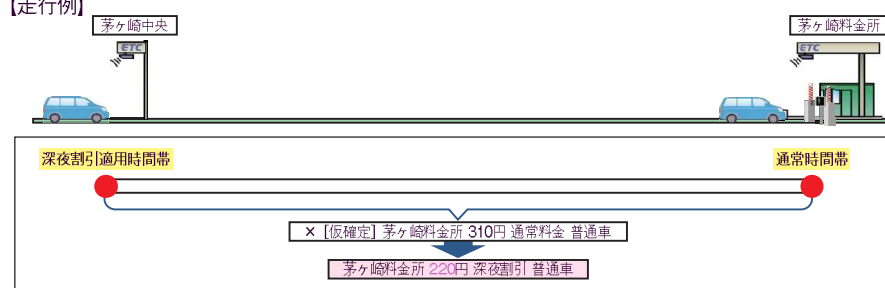 【走行例】
茅ヶ崎中央
茅ヶ崎料金所
ETC
ETC
深夜割引適用時間帯
通常時間帯
× [仮確定] 茅ヶ崎料金所 310円 通常料金 普通車
茅ヶ崎料金所 220円 深夜割引 普通車